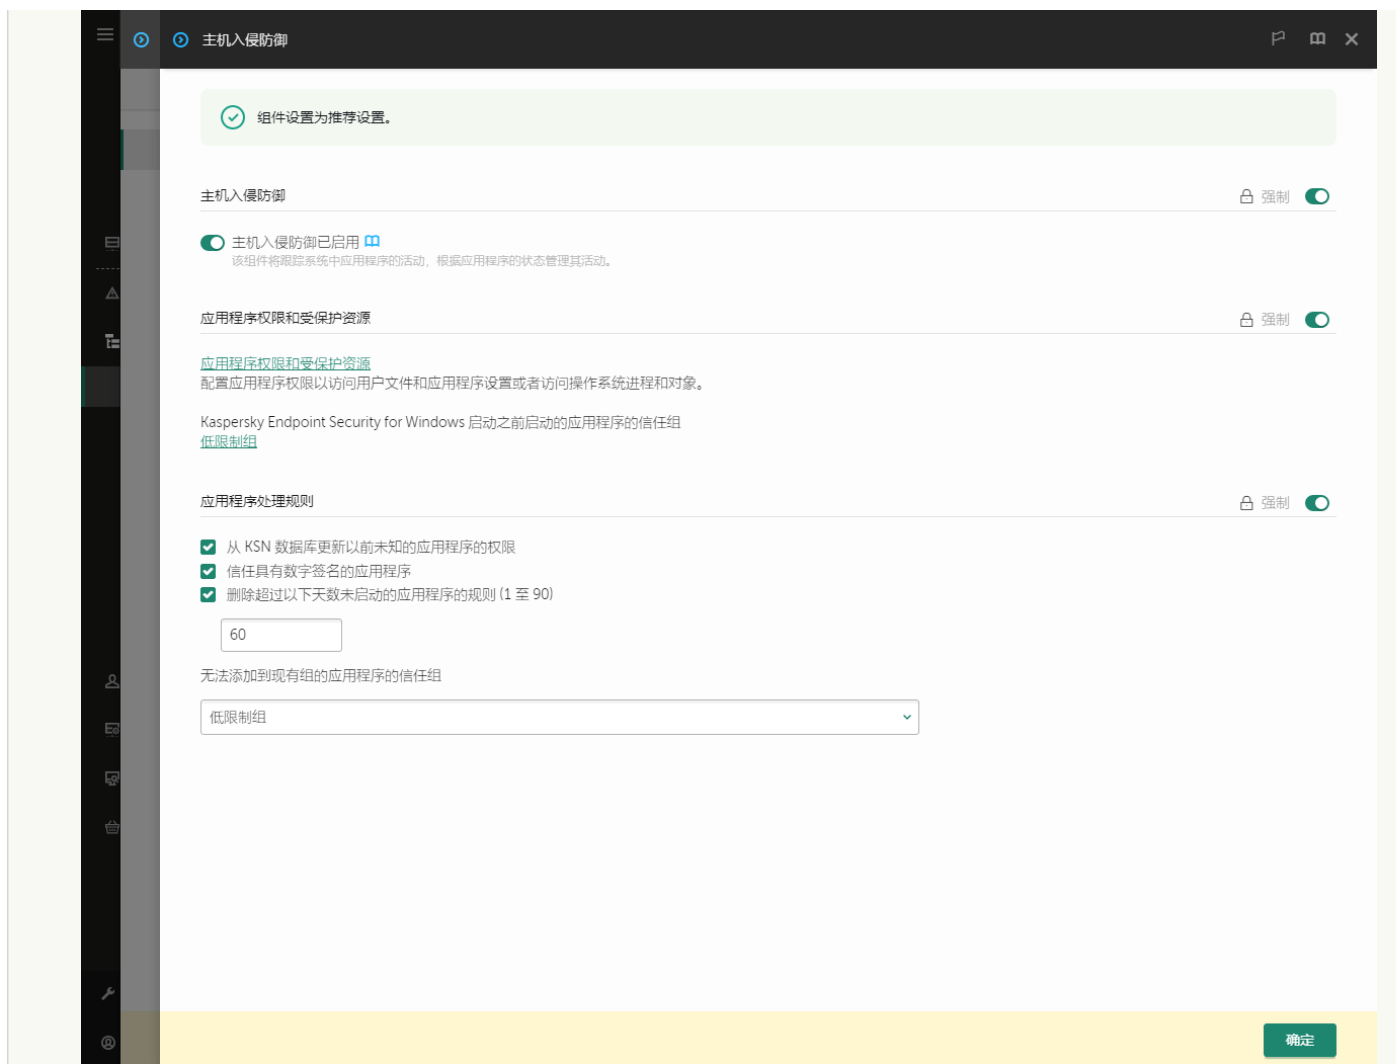 主机入侵防御
组件设置为推荐设置。
主机入侵防御
强制
主机入侵防御已启用
该组件将跟踪系统中应用程序的活动，根据应用程序的状态管理其活动。
应用程序权限和受保护资源
强制
应用程序权限和受保护资源
配置应用程序权限以访问用户文件和应用程序设置或者访问操作系统进程和对象。
Kaspersky Endpoint Security for Windows 启动之前启动的应用程序的信任组
低限制组
应用程序处理规则
强制
从 KSN 数据库更新以前未知的应用程序的权限
信任具有数字签名的应用程序
删除超过以下天数未启动的应用程序的规则 (1 至 90)
60
无法添加到现有组的应用程序的信任组
低限制组
确定